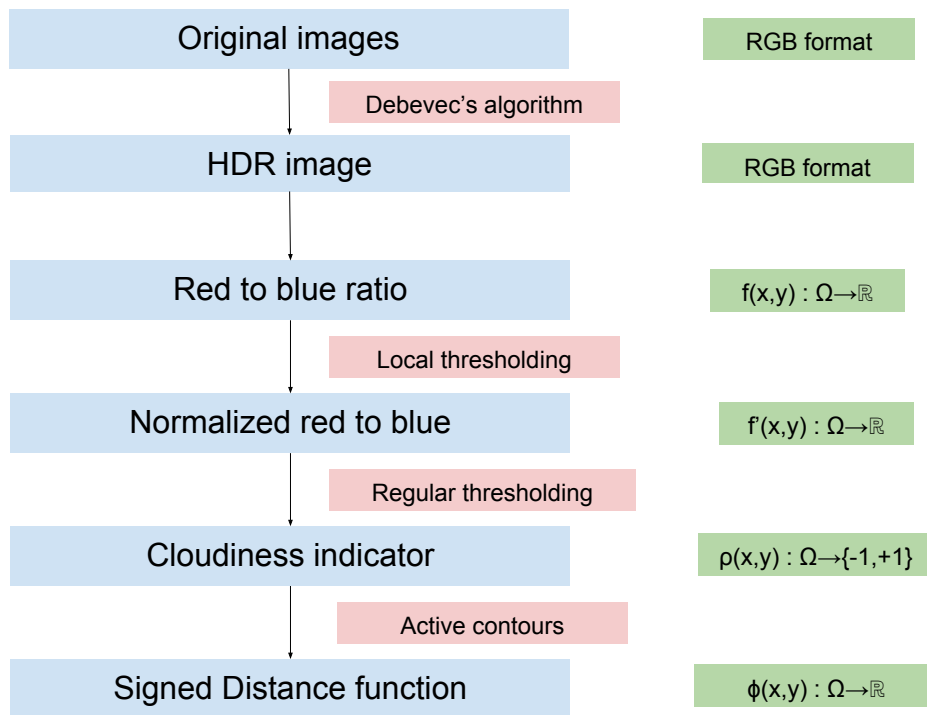 Original images
RGB format
Debevec’s algorithm
HDR image
RGB format
Red to blue ratio
f(x,y) : Ω→ℝ
Local thresholding
Normalized red to blue
f’(x,y) : Ω→ℝ
Regular thresholding
Cloudiness indicator
ρ(x,y) : Ω→{-1,+1}
Active contours
Signed Distance function
ϕ(x,y) : Ω→ℝ